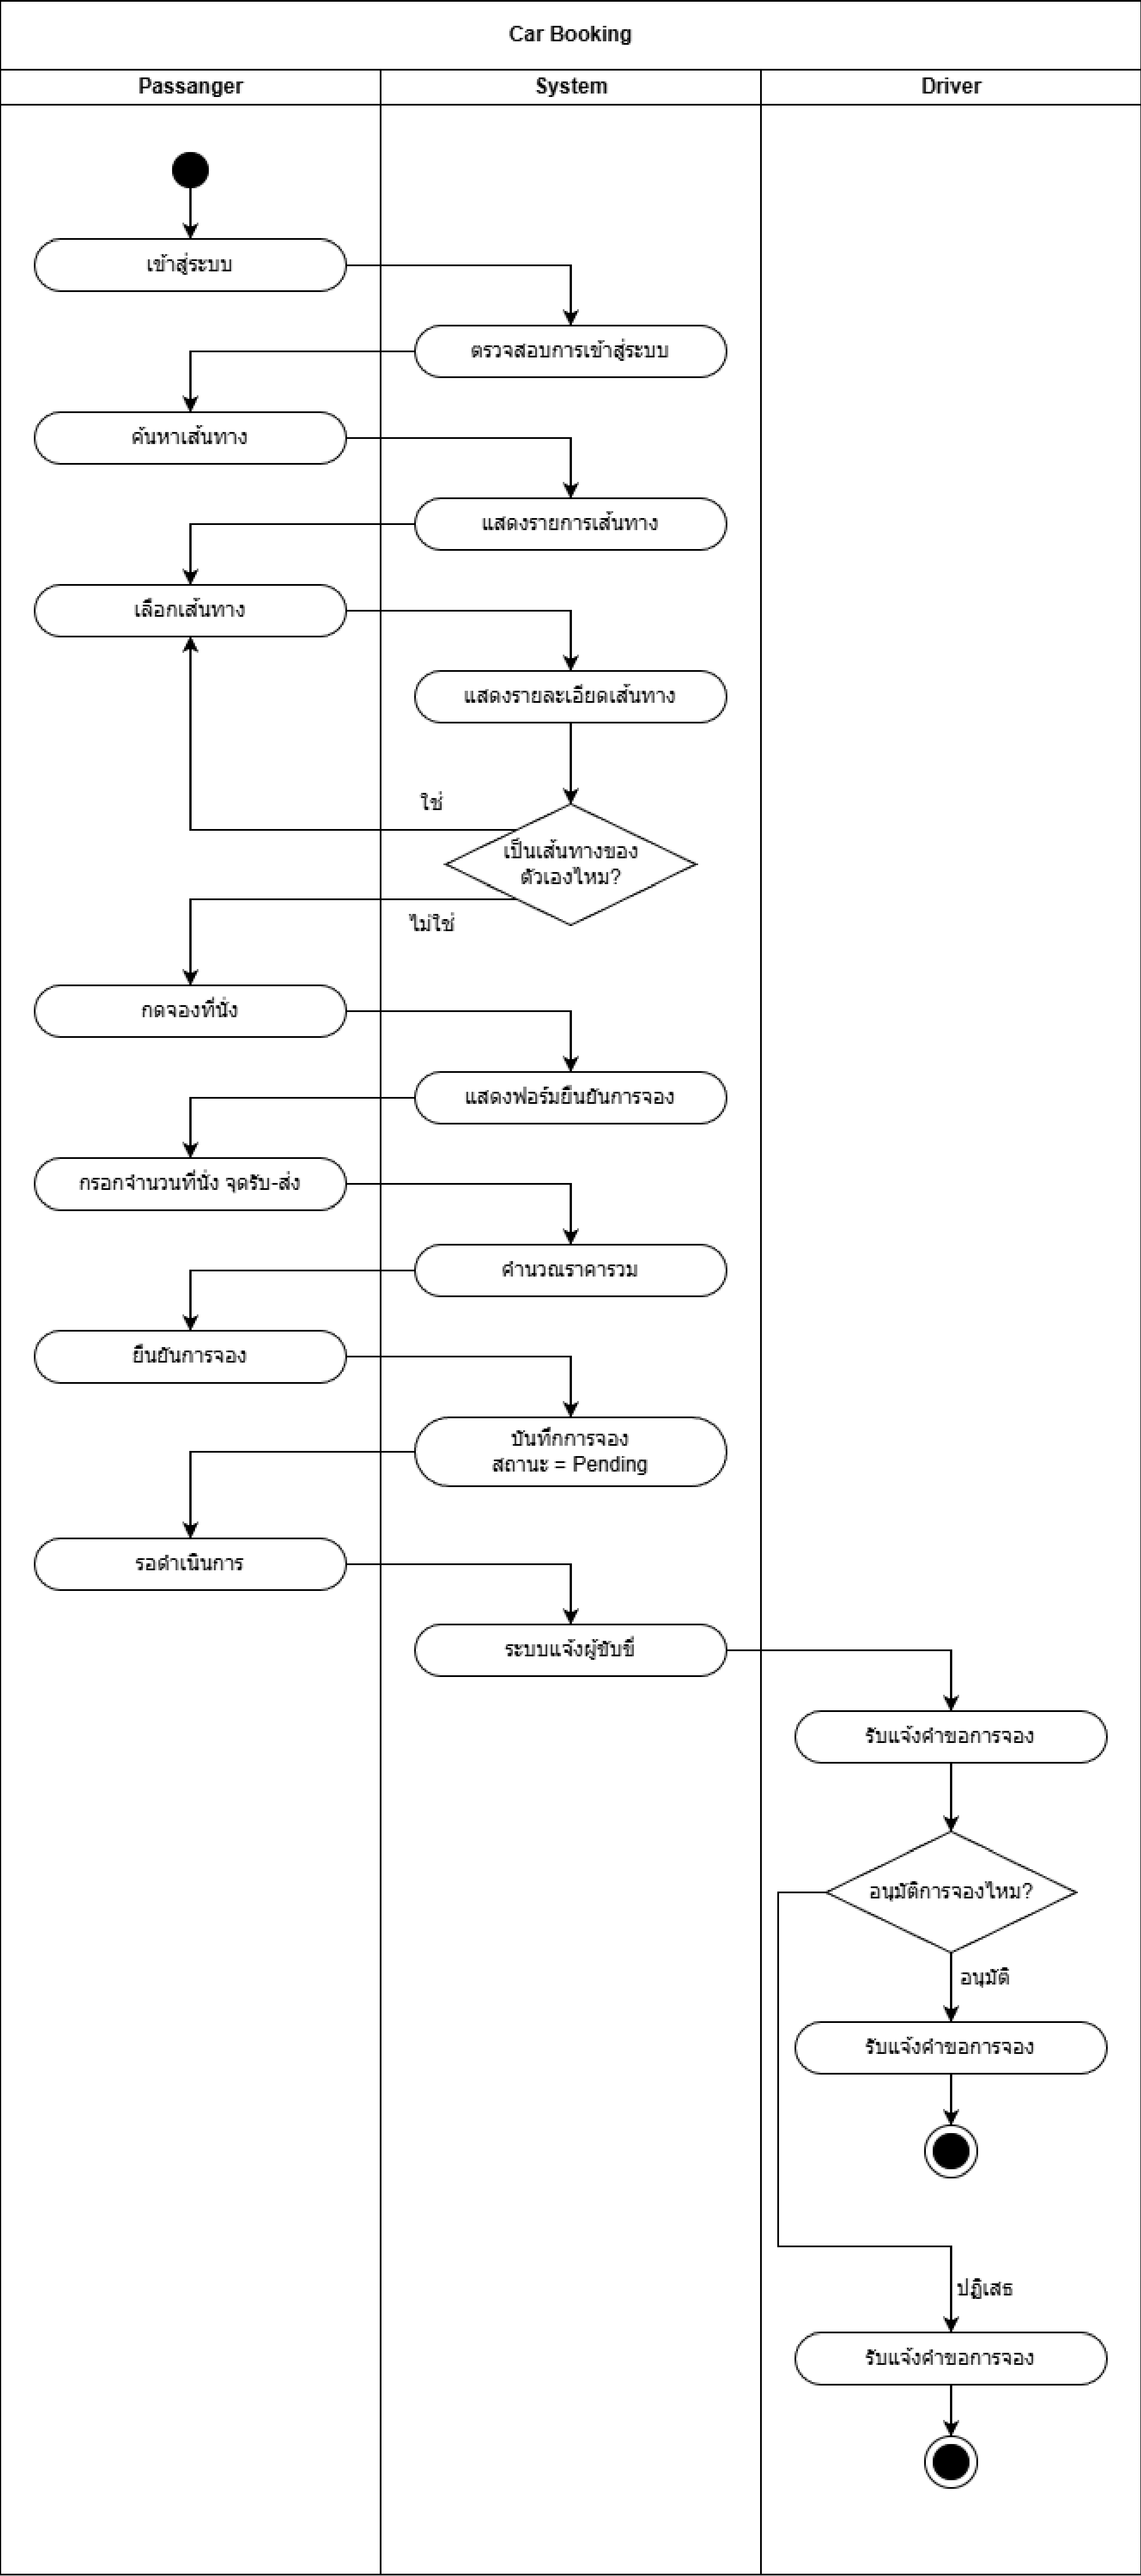 Car Booking
Passanger
System
Driver
เข้าสู่ระบบ
ตรวจสอบการเข้าสู่ระบบ
ค้นหาเส้นทาง
แสดงรายการเส้นทาง
เลือกเส้นทาง
แสดงรายละเอียดเส้นทาง
ใช่
เป็นเส้นทางของ
ตัวเองไหม?
ไม่ใช่
กดจองที่นั่ง
แสดงฟอร์มยืนยันการจอง
กรอกจำนวนที่นั่ง จุดรับ-ส่ง
คำนวณราคารวม
ยืนยันการจอง
บันทึกการจอง
สถานะ = Pending
รอดำเนินการ
ระบบแจ้งผู้ขับขี่
รับแจ้งคำขอการจอง
อนุมัติการจองไหม?
อนุมัติ
รับแจ้งคำขอการจอง
ปฏิเสธ
รับแจ้งคำขอการจอง